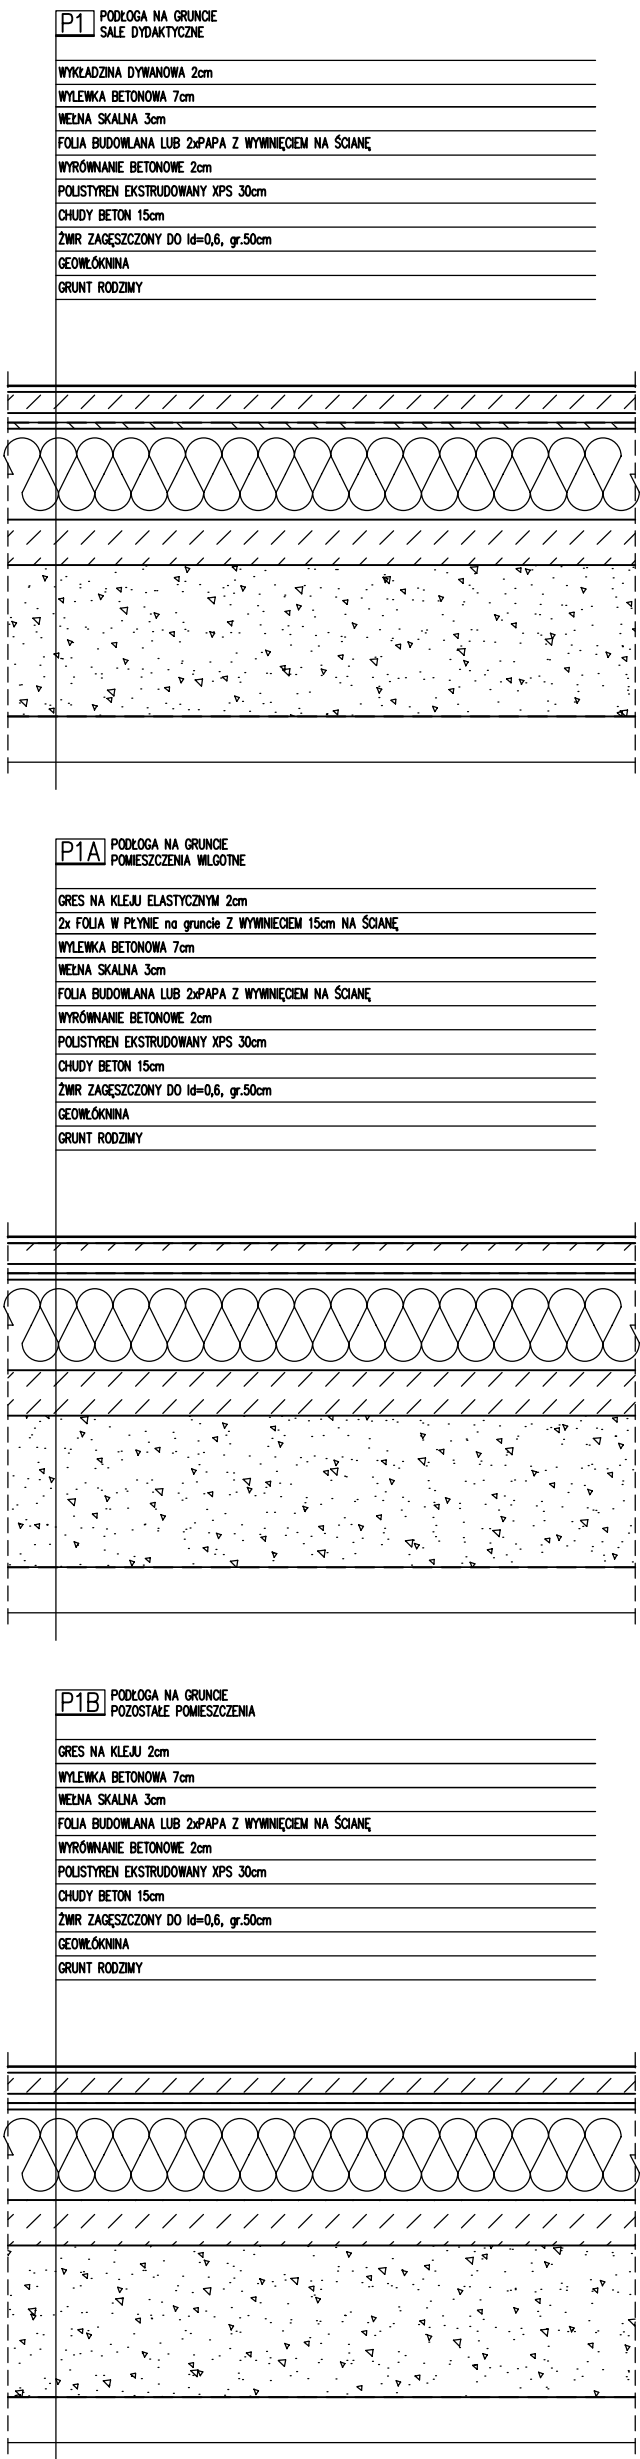 P1 PODŁOGA NA GRUNCIE
SALE DYDAKTYCZNE
WYKŁADZINA DYWANOWA 2cm
WYLEWKA BETONOWA 7cm
WEŁNA SKALNA 3cm
FOLIA BUDOWLANA LUB 2xPAPA Z WYWINIĘCIEM NA ŚCIANĘ
WYRÓWNANIE BETONOWE 2cm
POLISTYREN EKSTRUDOWANY XPS 30cm
CHUDY BETON 15cm
ŻWIR ZAGĘSZCZONY DO Id=0,6, gr.50cm
GEOWŁÓKNINA
GRUNT RODZIMY
P1A PODŁOGA NA GRUNCIE
POMIESZCZENIA WILGOTNE
GRES NA KLEJU ELASTYCZNYM 2cm
2x FOLIA W PŁYNIE na gruncie Z WYWINIECIEM 15cm NA ŚCIANĘ
WYLEWKA BETONOWA 7cm
WEŁNA SKALNA 3cm
FOLIA BUDOWLANA LUB 2xPAPA Z WYWINIĘCIEM NA ŚCIANĘ
WYRÓWNANIE BETONOWE 2cm
POLISTYREN EKSTRUDOWANY XPS 30cm
CHUDY BETON 15cm
ŻWIR ZAGĘSZCZONY DO Id=0,6, gr.50cm
GEOWŁÓKNINA
GRUNT RODZIMY
P1B PODŁOGA NA GRUNCIE
POZOSTAŁE POMIESZCZENIA
GRES NA KLEJU 2cm
WYLEWKA BETONOWA 7cm
WEŁNA SKALNA 3cm
FOLIA BUDOWLANA LUB 2xPAPA Z WYWINIĘCIEM NA ŚCIANĘ
WYRÓWNANIE BETONOWE 2cm
POLISTYREN EKSTRUDOWANY XPS 30cm
CHUDY BETON 15cm
ŻWIR ZAGĘSZCZONY DO Id=0,6, gr.50cm
GEOWŁÓKNINA
GRUNT RODZIMY